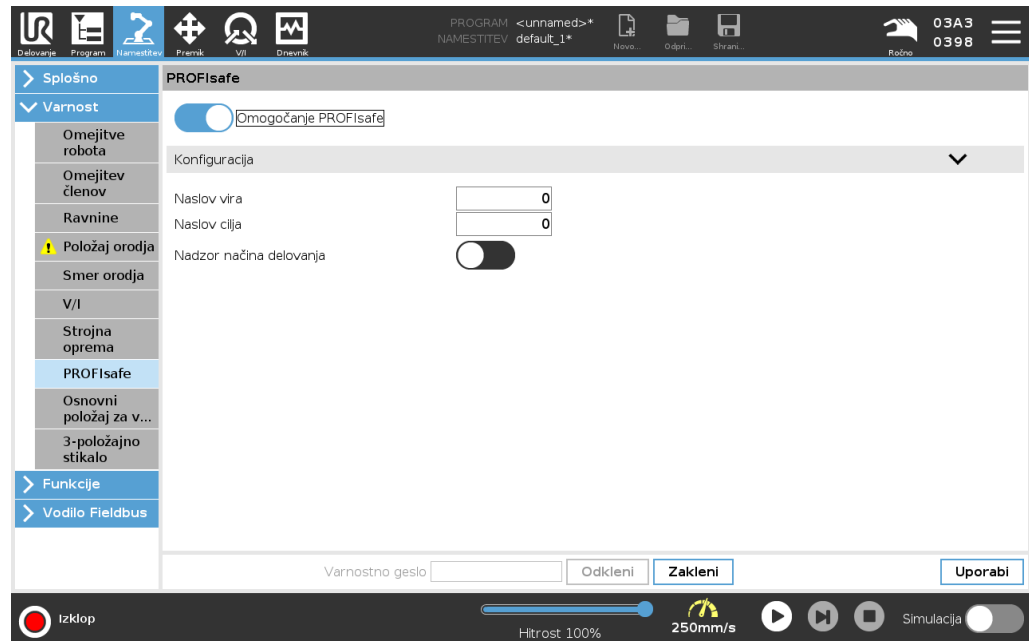 PROGRAM <unnamed>*
NAMESTITEV default_1*
03A3
0398
Delovanje Program Namestitev Premik V/I Dnevnik Novo... Odpri... Shrani... Ročno
Splošno
Varnost
Omejitve
robota
Omejitev
členov
Ravnine
Položaj orodja
Smer orodja
V/I
Strojna
oprema
PROFIsafe
Osnovni
položaj za v...
3-položajno
stikalo
Funkcije
Vodilo Fieldbus
PROFIsafe
Omogočanje PROFIsafe
Konfiguracija
Naslov vira 0
Naslov cilja 0
Nadzor načina delovanja
Varnostno geslo Odkleni Zakleni Uporabi
Izklop
Hitrost 100%
250mm/s
Simulacija